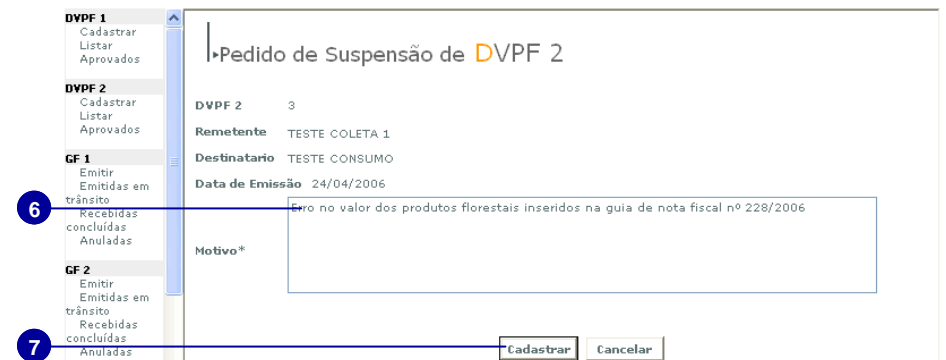 DVPF 1
Cadastrar
Listar
Aprovados
DVPF 2
Cadastrar
Listar
Aprovados
GF 1
Emitir
Emitidas em
trânsito
Recebidas
concluídas
Anuladas
GF 2
Emitir
Emitidas em
trânsito
Recebidas
concluídas
Anuladas
6
7
Pedido de Suspensão de DVPF 2
DVPF 2 3
Remetente TESTE COLETA 1
Destinatario TESTE CONSUMO
Data de Emissão 24/04/2006
Motivo*
Erro no valor dos produtos florestais inseridos na guia de nota fiscal nº 228/2006
Cadastrar Cancelar